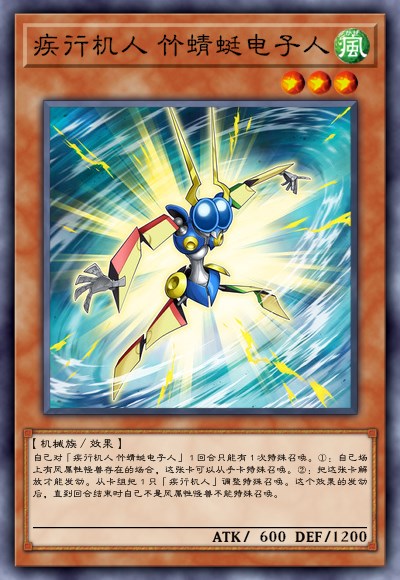 疾行机人 竹蜻蜓电子人
風
【机械族／效果】
自己对「疾行机人 竹蜻蜓电子人」1回合只能有1次特殊召唤。①：自己场
上有风属性怪兽存在的场合，这张卡可以从手卡特殊召唤。②：把这张卡解
放才能发动。从卡组把1只「疾行机人」调整特殊召唤。这个效果的发动
后，直到回合结束时自己不是风属性怪兽不能特殊召唤。
ATK/ 600 DEF/1200